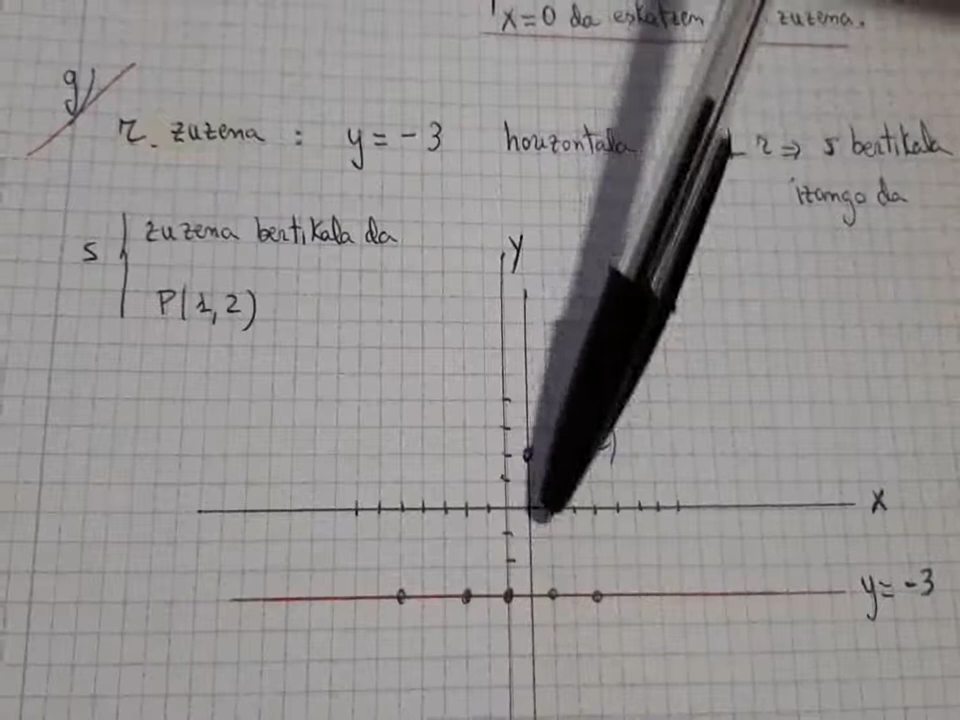 x=0 da eskatzen zuzena.
g)
r. zuzena : y = -3 horizontala r ⇒ s bertikala
izango da
s { zuzena bertikala da
P(1,2)
y
x
y = -3